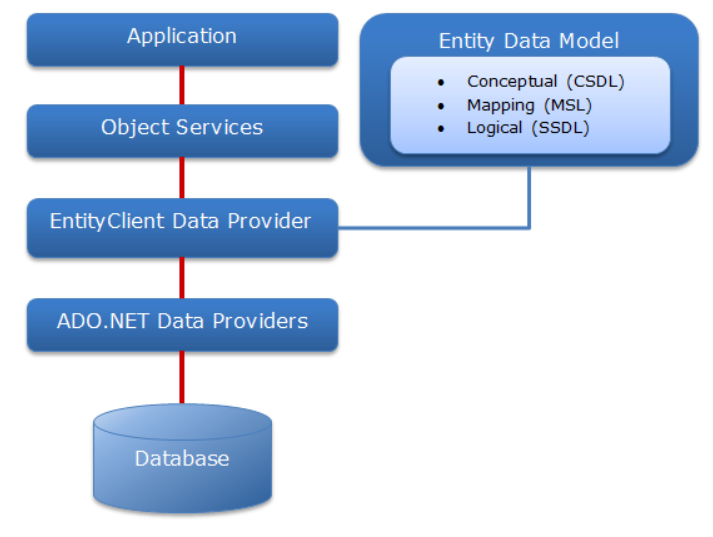 Application
Object Services
EntityClient Data Provider
ADO.NET Data Providers
Database
Entity Data Model
• Conceptual (CSDL)
• Mapping (MSL)
• Logical (SSDL)